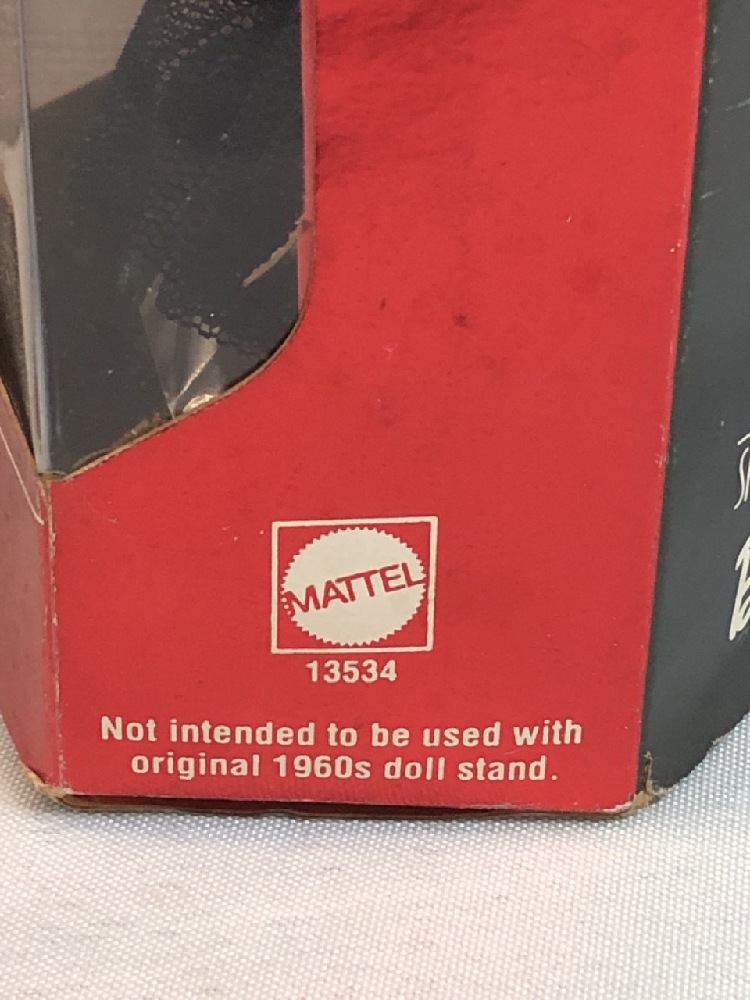 MATTEL
13534
Not intended to be used with
original 1960s doll stand.